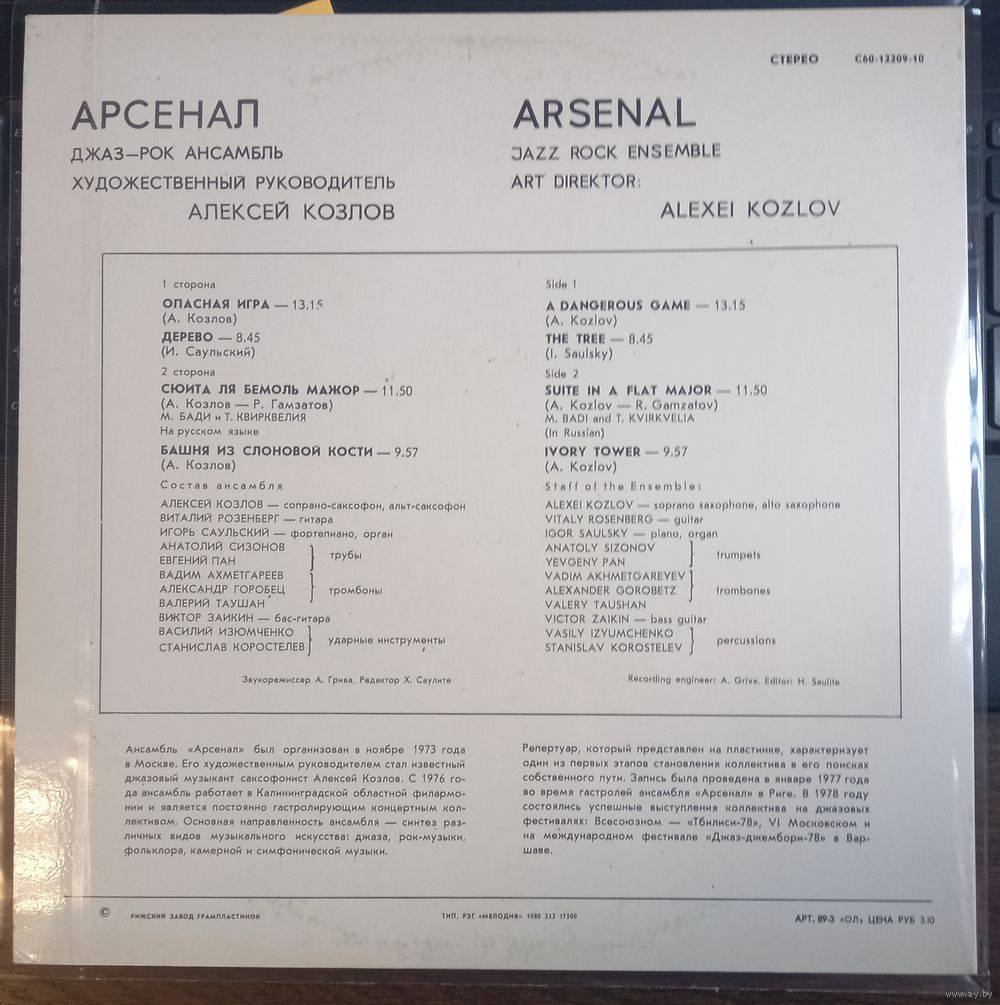 СТЕРЕО С60-13209-10
АРСЕНАЛ
ДЖАЗ–РОК АНСАМБЛЬ
ХУДОЖЕСТВЕННЫЙ РУКОВОДИТЕЛЬ
АЛЕКСЕЙ КОЗЛОВ
ARSENAL
JAZZ ROCK ENSEMBLE
ART DIREKTOR:
ALEXEI KOZLOV
1 сторона
ОПАСНАЯ ИГРА — 13.15
(А. Козлов)
ДЕРЕВО — 8.45
(И. Саульский)
2 сторона
СЮИТА ЛЯ БЕМОЛЬ МАЖОР — 11.50
(А. Козлов — Р. Гамзатов)
М. БАДИ и Т. КВИРКВЕЛИЯ
На русском языке
БАШНЯ ИЗ СЛОНОВОЙ КОСТИ — 9.57
(А. Козлов)
Состав ансамбля
АЛЕКСЕЙ КОЗЛОВ — сопрано-саксофон, альт-саксофон
ВИТАЛИЙ РОЗЕНБЕРГ — гитара
ИГОРЬ САУЛЬСКИЙ — фортепиано, орган
АНАТОЛИЙ СИЗОНОВ
ЕВГЕНИЙ ПАН
трубы
ВАДИМ АХМЕТГАРЕЕВ
АЛЕКСАНДР ГОРОБЕЦ
ВАЛЕРИЙ ТАУШАН
тромбоны
ВИКТОР ЗАИКИН — бас-гитара
ВАСИЛИЙ ИЗЮМЧЕНКО
СТАНИСЛАВ КОРОСТЕЛЕВ
ударные инструменты
Звукорежиссер А. Грива, Редактор Х. Саулите
Side 1
A DANGEROUS GAME — 13.15
(A. Kozlov)
THE TREE — 8.45
(I. Saulsky)
Side 2
SUITE IN A FLAT MAJOR — 11.50
(A. Kozlov — R. Gamzatov)
M. BADI and T. KVIRKVELIA
(In Russian)
IVORY TOWER — 9.57
(A. Kozlov)
Staff of the Ensemble:
ALEXEI KOZLOV — soprano saxophone, alto saxophone
VITALY ROSENBERG — guitar
IGOR SAULSKY — piano, organ
ANATOLY SIZONOV
YEVGENY PAN
trumpets
VADIM AKHMETGAREYEV
ALEXANDER GOROBETZ
VALERY TAUSHAN
trombones
VICTOR ZAIKIN — bass guitar
VASILY IZYUMCHENKO
STANISLAV KOROSTELEV
percussions
Recording engineer: A. Griva. Editor: H. Saulite
Ансамбль «Арсенал» был организован в ноябре 1973 года
в Москве. Его художественным руководителем стал известный
джазовый музыкант саксофонист Алексей Козлов. С 1976 го-
да ансамбль работает в Калининградской областной филармо-
нии и является постоянно гастролирующим концертным кол-
лективом. Основная направленность ансамбля — синтез раз-
личных видов музыкального искусства: джаза, рок-музыки,
фольклора, камерной и симфонической музыки.
Репертуар, который представлен на пластинке, характеризует
один из первых этапов становления коллектива в его поисках
собственного пути. Запись была проведена в январе 1977 года
во время гастролей ансамбля «Арсенал» в Риге. В 1978 году
состоялись успешные выступления коллектива на джазовых
фестивалях: Всесоюзном — «Тбилиси-78», VI Московском и
на международном фестивале «Джаз-джембори-78» в Вар-
шаве.
© РИЖСКИЙ ЗАВОД ГРАМПЛАСТИНОК
ТИП. РЗГ. «МЕЛОДИЯ» 1980 253 17500
АРТ. 89-3 «ОЛ» ЦЕНА РУБ 3.10
www.ay.by